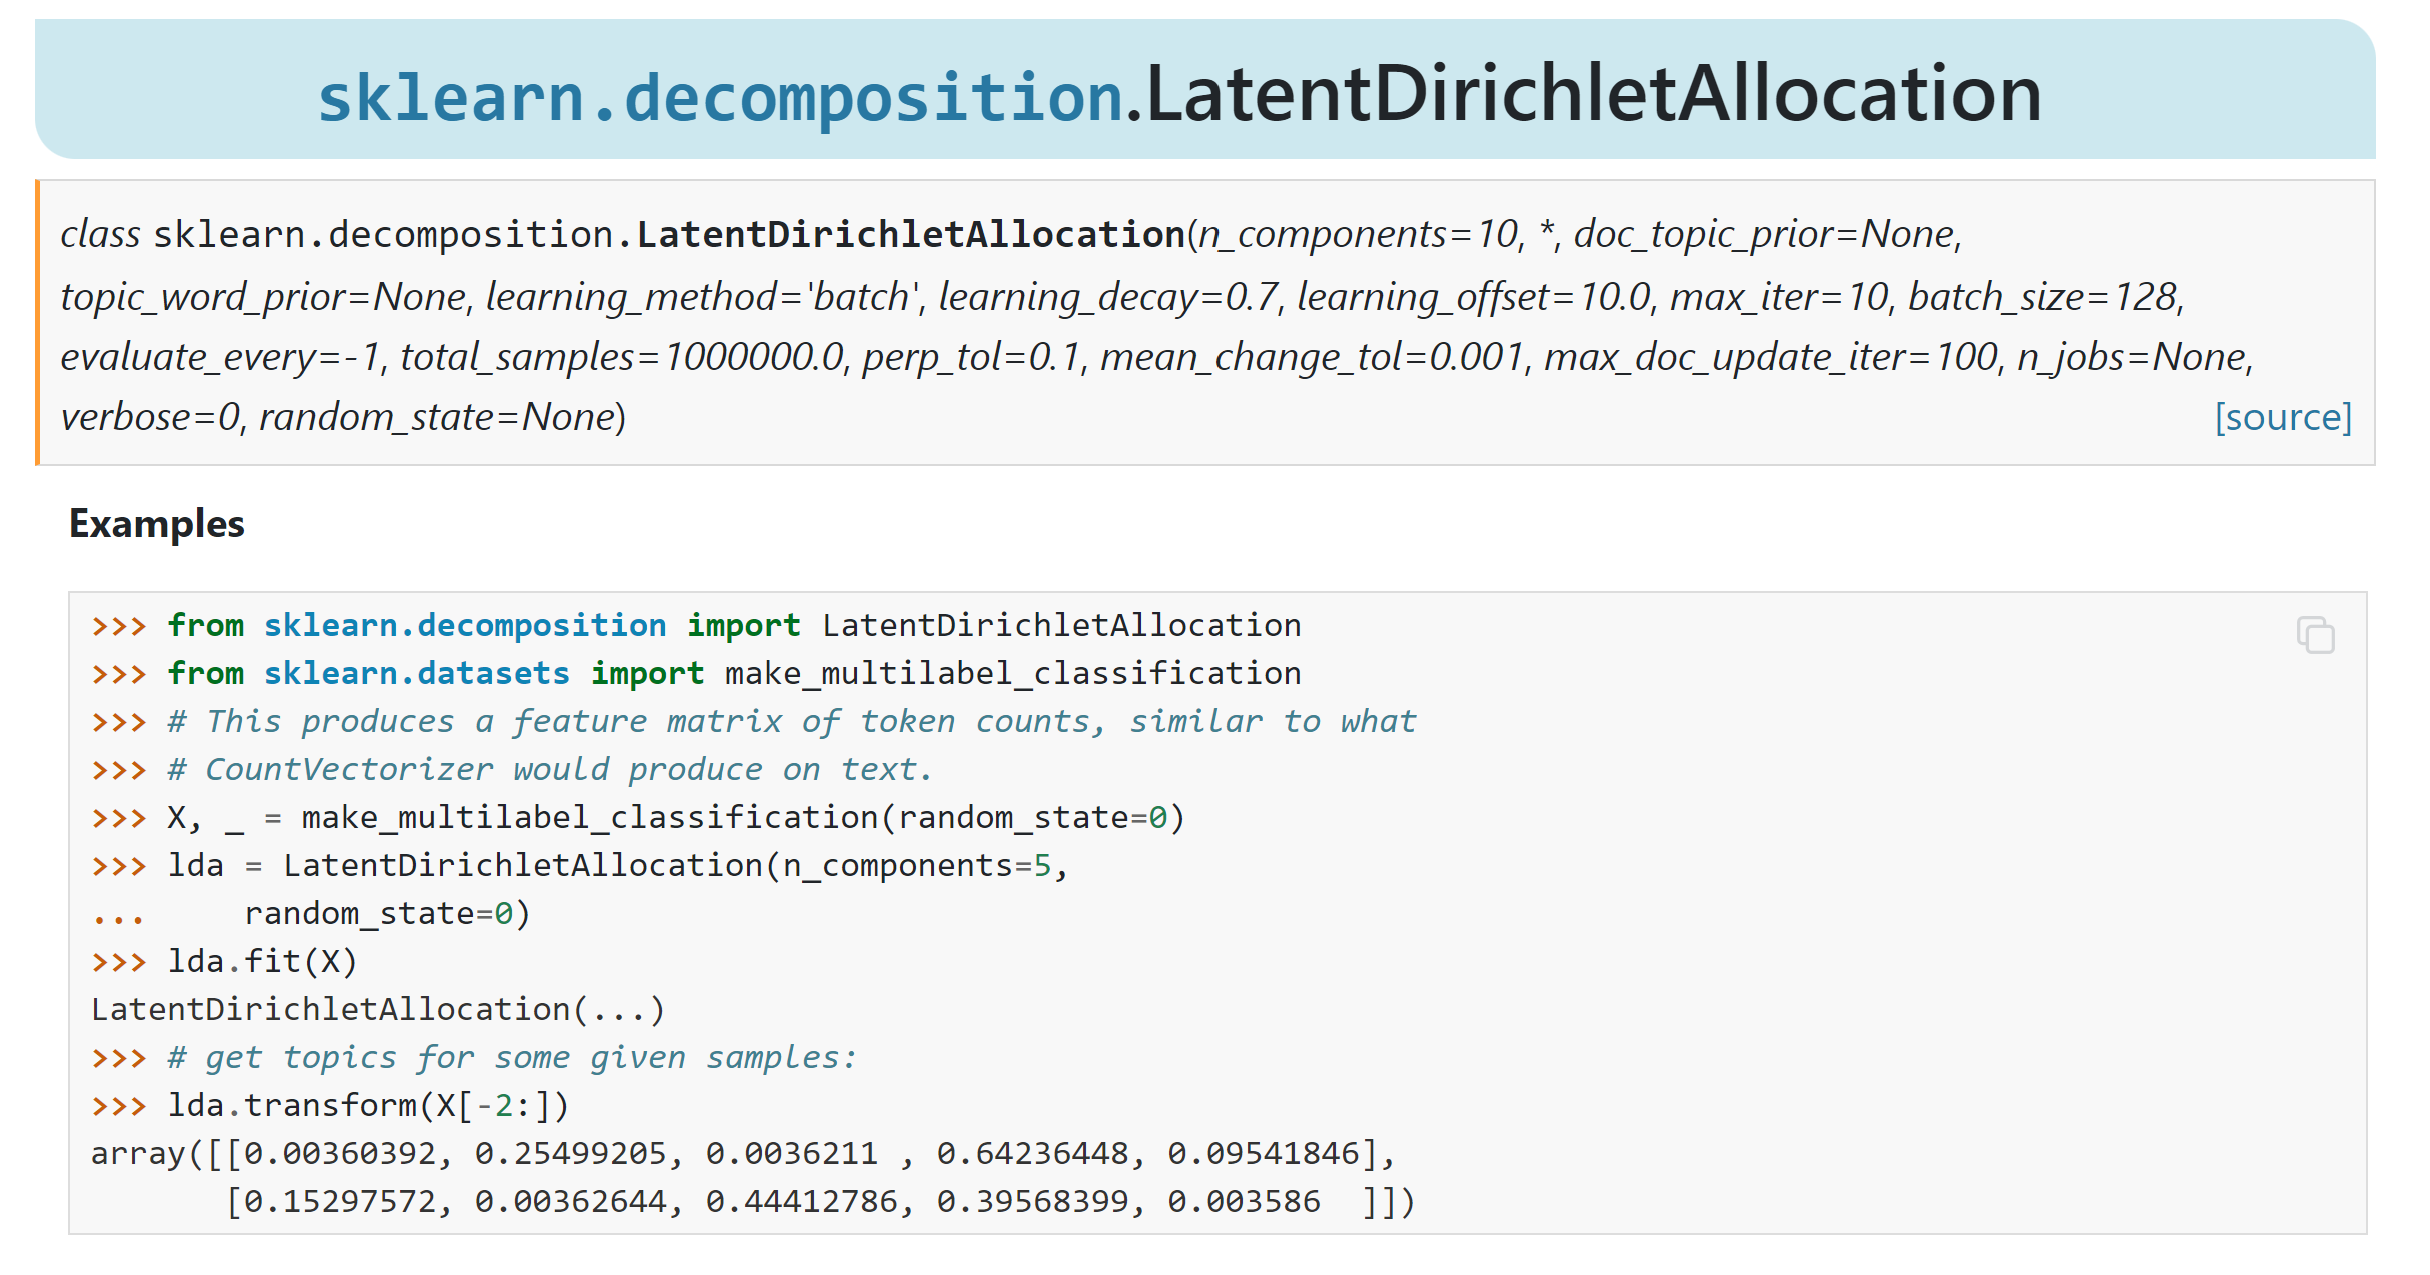 sklearn.decomposition.LatentDirichletAllocation
class sklearn.decomposition.LatentDirichletAllocation(n_components=10, *, doc_topic_prior=None,
topic_word_prior=None, learning_method='batch', learning_decay=0.7, learning_offset=10.0, max_iter=10, batch_size=128,
evaluate_every=-1, total_samples=1000000.0, perp_tol=0.1, mean_change_tol=0.001, max_doc_update_iter=100, n_jobs=None,
verbose=0, random_state=None) [source]
Examples
>>> from sklearn.decomposition import LatentDirichletAllocation
>>> from sklearn.datasets import make_multilabel_classification
>>> # This produces a feature matrix of token counts, similar to what
>>> # CountVectorizer would produce on text.
>>> X, _ = make_multilabel_classification(random_state=0)
>>> lda = LatentDirichletAllocation(n_components=5,
...     random_state=0)
>>> lda.fit(X)
LatentDirichletAllocation(...)
>>> # get topics for some given samples:
>>> lda.transform(X[-2:])
array([[0.00360392, 0.25499205, 0.0036211 , 0.64236448, 0.09541846],
       [0.15297572, 0.00362644, 0.44412786, 0.39568399, 0.003586  ]])